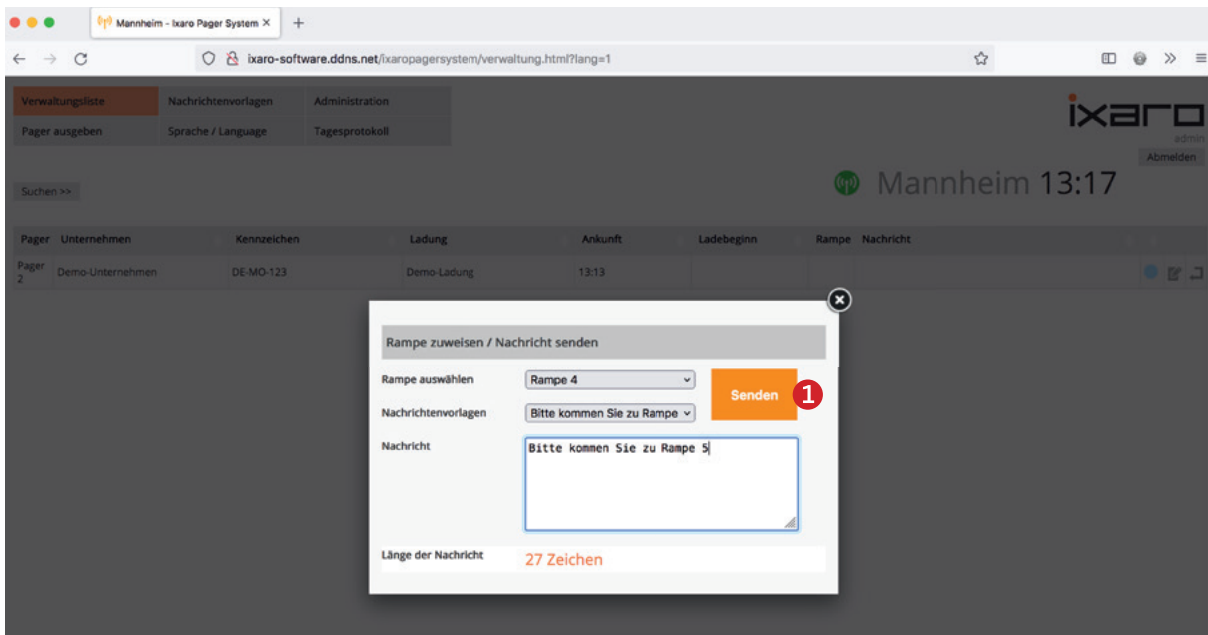 Mannheim - Ixaro Pager System
ixaro-software.ddns.net/ixaropagersystem/verwaltung.html?lang=1
Verwaltungsliste Nachrichtenvorlagen Administration
Pager ausgeben Sprache / Language Tagesprotokoll
ixaro
admin
Abmelden
Suchen >>
Mannheim 13:17
Pager Unternehmen Kennzeichen Ladung Ankunft Ladebeginn Rampe Nachricht
Pager 2 Demo-Unternehmen DE-MO-123 Demo-Ladung 13:13
Rampe zuweisen / Nachricht senden
Rampe auswählen Rampe 4
Senden 1
Nachrichtenvorlagen Bitte kommen Sie zu Rampe
Nachricht Bitte kommen Sie zu Rampe 5
Länge der Nachricht 27 Zeichen